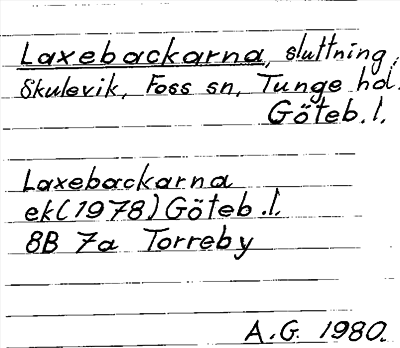 Laxebackarna, sluttning,
Skulevik, Foss sn, Tunge hd.
Göteb. l.
Laxebackarna
ek (1978) Göteb. l.
8B 7a Torreby
A.G. 1980.